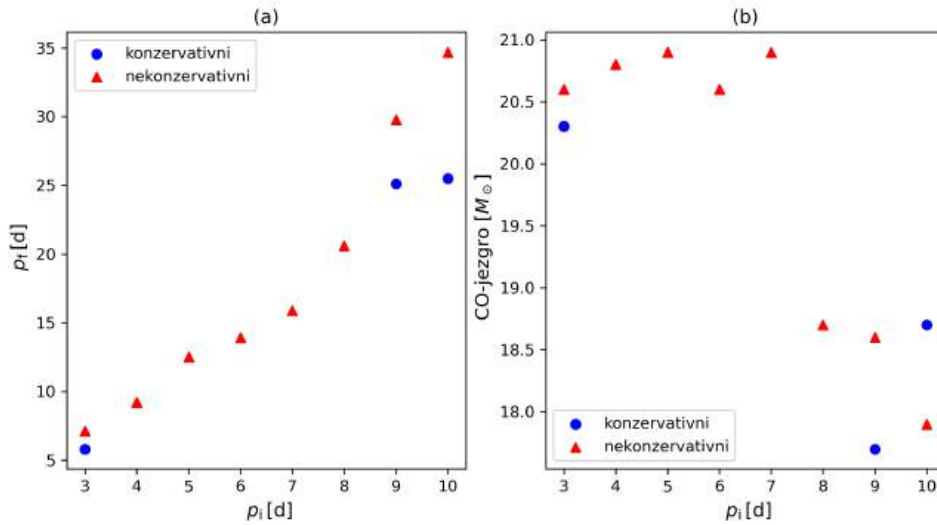 (a)
konzervativni
nekonzervativni
35
30
25
20
15
10
5
p_f [d]
3 4 5 6 7 8 9 10
p_i [d]
(b)
21.0
20.5
20.0
19.5
19.0
18.5
18.0
CO-jezgro [M_⊙]
konzervativni
nekonzervativni
3 4 5 6 7 8 9 10
p_i [d]